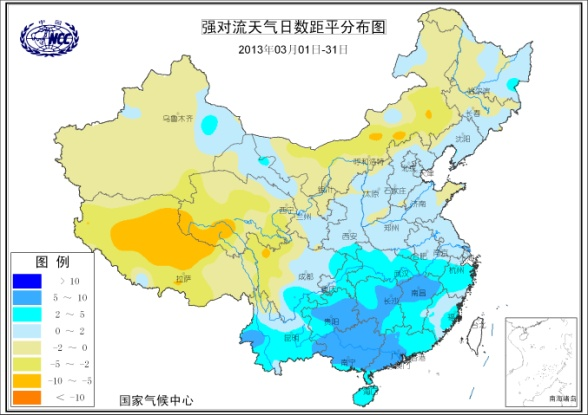 强对流天气日数距平分布图
2013年03月01日-31日
中国
NCC
哈尔滨
长春
乌鲁木齐
沈阳
呼和浩特
北京
天津
银川
太原
石家庄
济南
西宁
兰州
郑州
西安
合肥
南京
拉萨
成都
武汉
杭州
重庆
长沙
南昌
贵阳
昆明
台北
南宁
香港
澳门
海口
图 例
> 10
5 ～ 10
2 ～ 5
0 ～ 2
-2 ～ 0
-5 ～ -2
-10 ～ -5
< -10
国家气候中心
南海诸岛